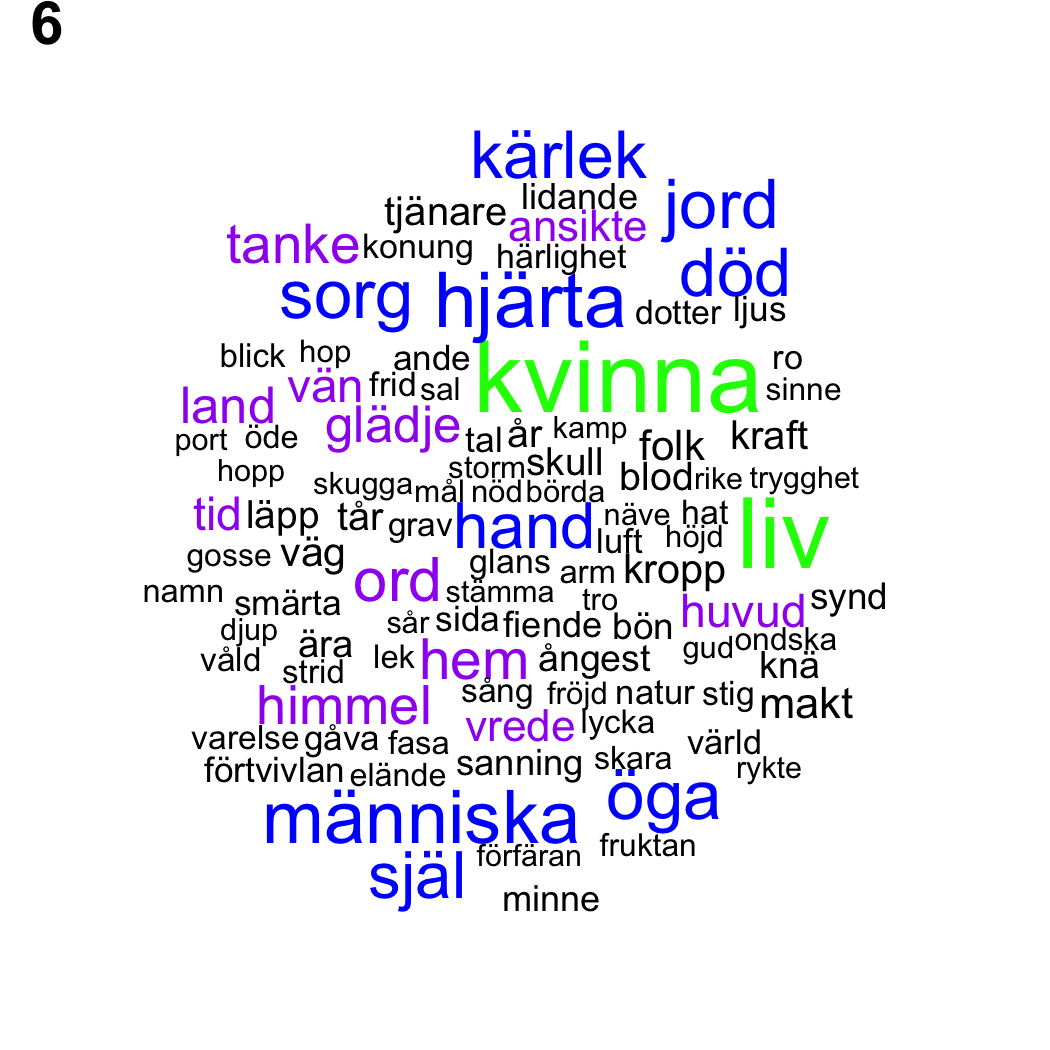 6
kärlek
tjänare lidande jord
tanke konung ansikte
härlighet död
sorg hjärta dotter ljus
blick hop ande kvinna ro
land vän frid sal sinne
port öde glädje tal år kamp folk kraft
hopp storm skull blod rike trygghet
skugga mål nöd börda
tid läpp tår grav hand näve hat liv
gosse väg luft höjd
glans arm kropp
namn smärta ord stämma tro huvud synd
djup ära sår sida fiende bön gud ondska
våld strid lek hem ångest knä
himmel sång fröjd natur stig makt
varelse gåva fasa vrede lycka värld
förtvivlan elände sanning skara rykte
människa öga
själ förfäran fruktan
minne